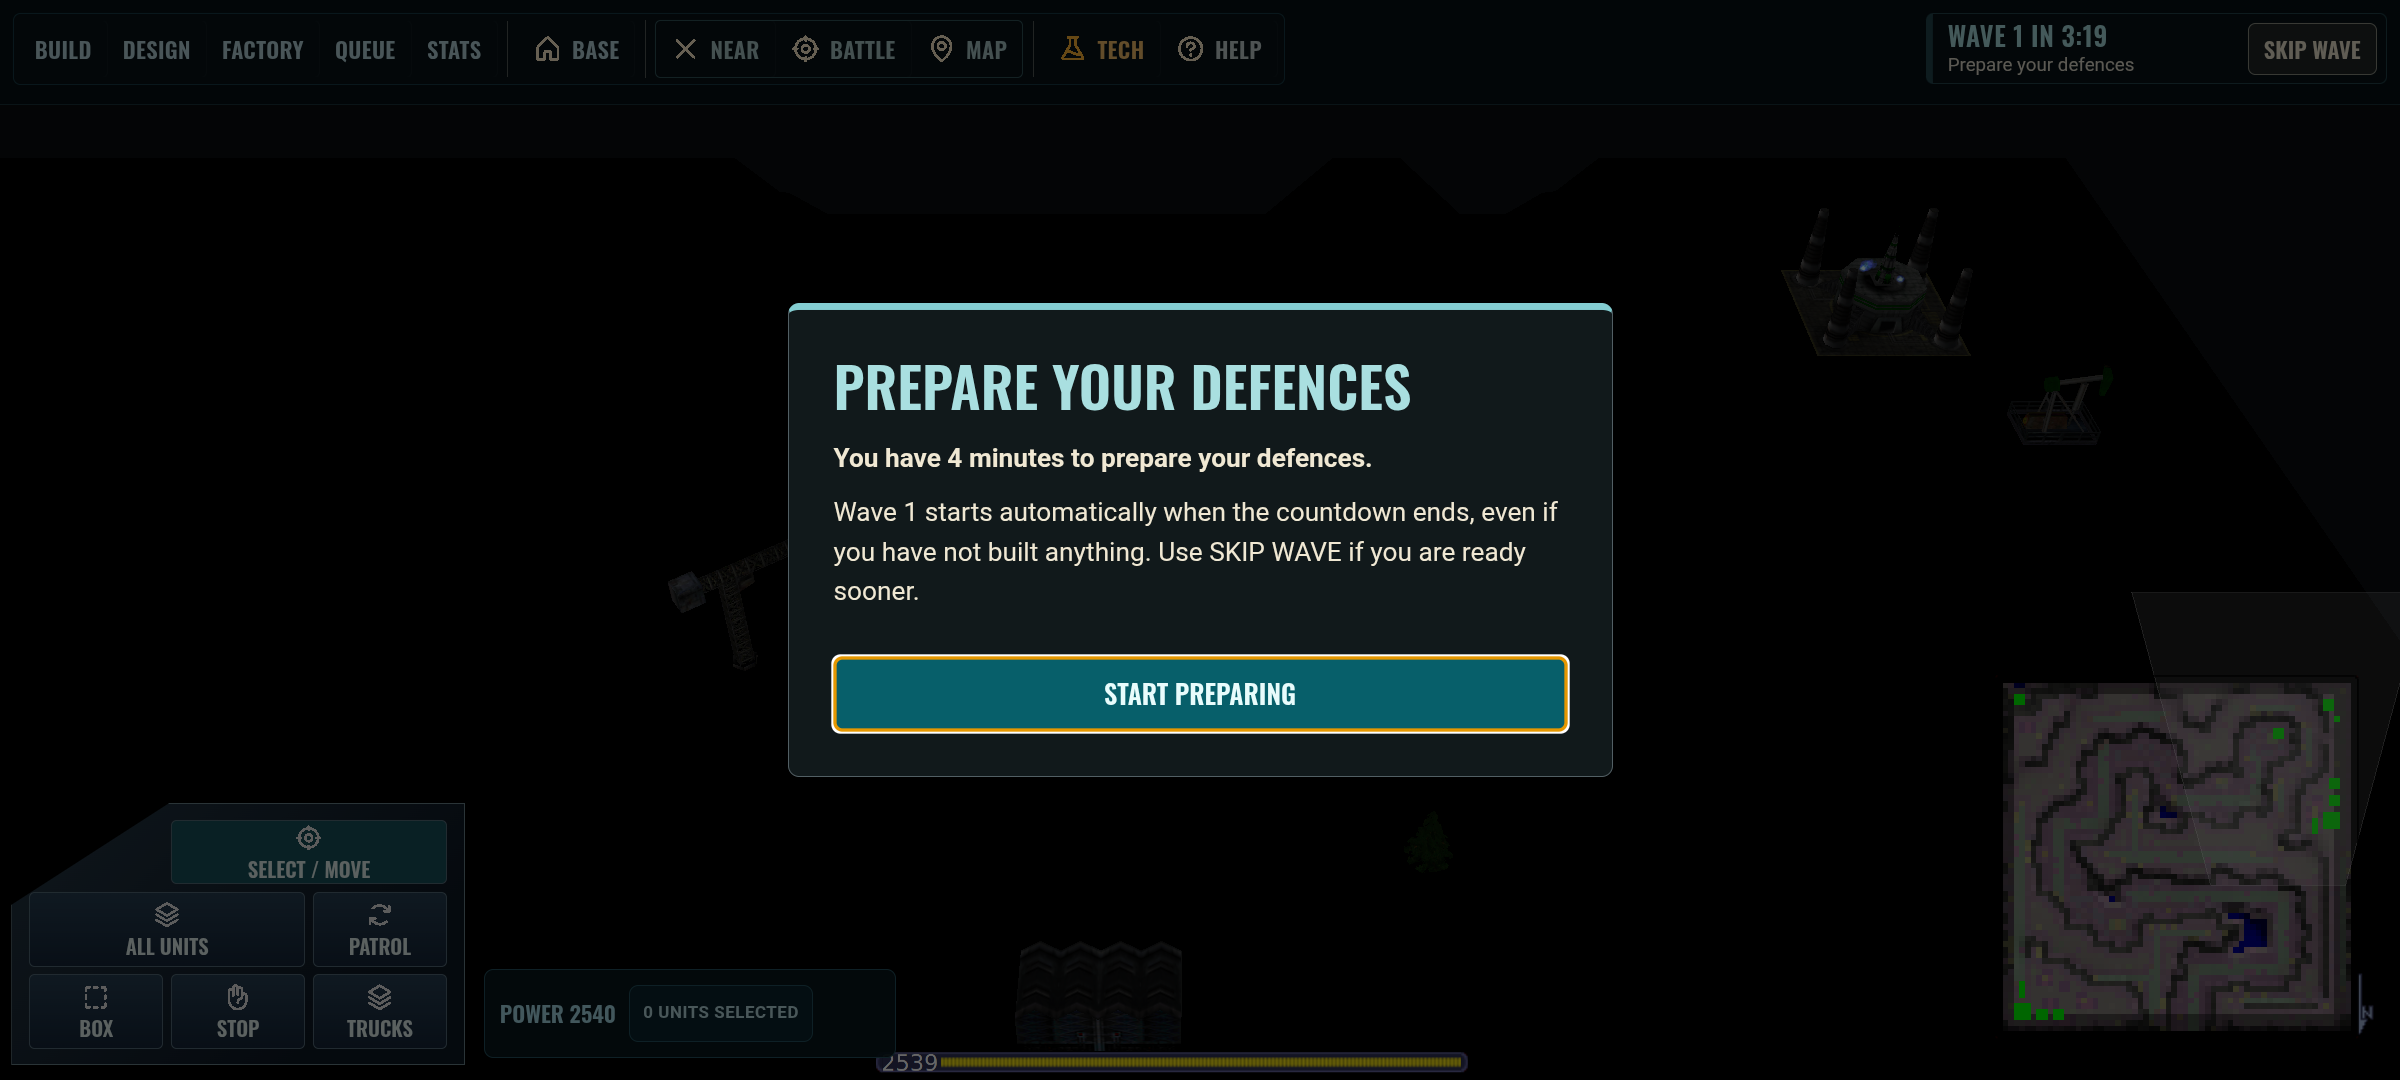 BUILD DESIGN FACTORY QUEUE STATS BASE NEAR BATTLE MAP TECH HELP
WAVE 1 IN 3:19
Prepare your defences
SKIP WAVE
PREPARE YOUR DEFENCES
You have 4 minutes to prepare your defences.
Wave 1 starts automatically when the countdown ends, even if
you have not built anything. Use SKIP WAVE if you are ready
sooner.
START PREPARING
SELECT / MOVE
ALL UNITS PATROL
BOX STOP TRUCKS
POWER 2540 0 UNITS SELECTED
2539
N